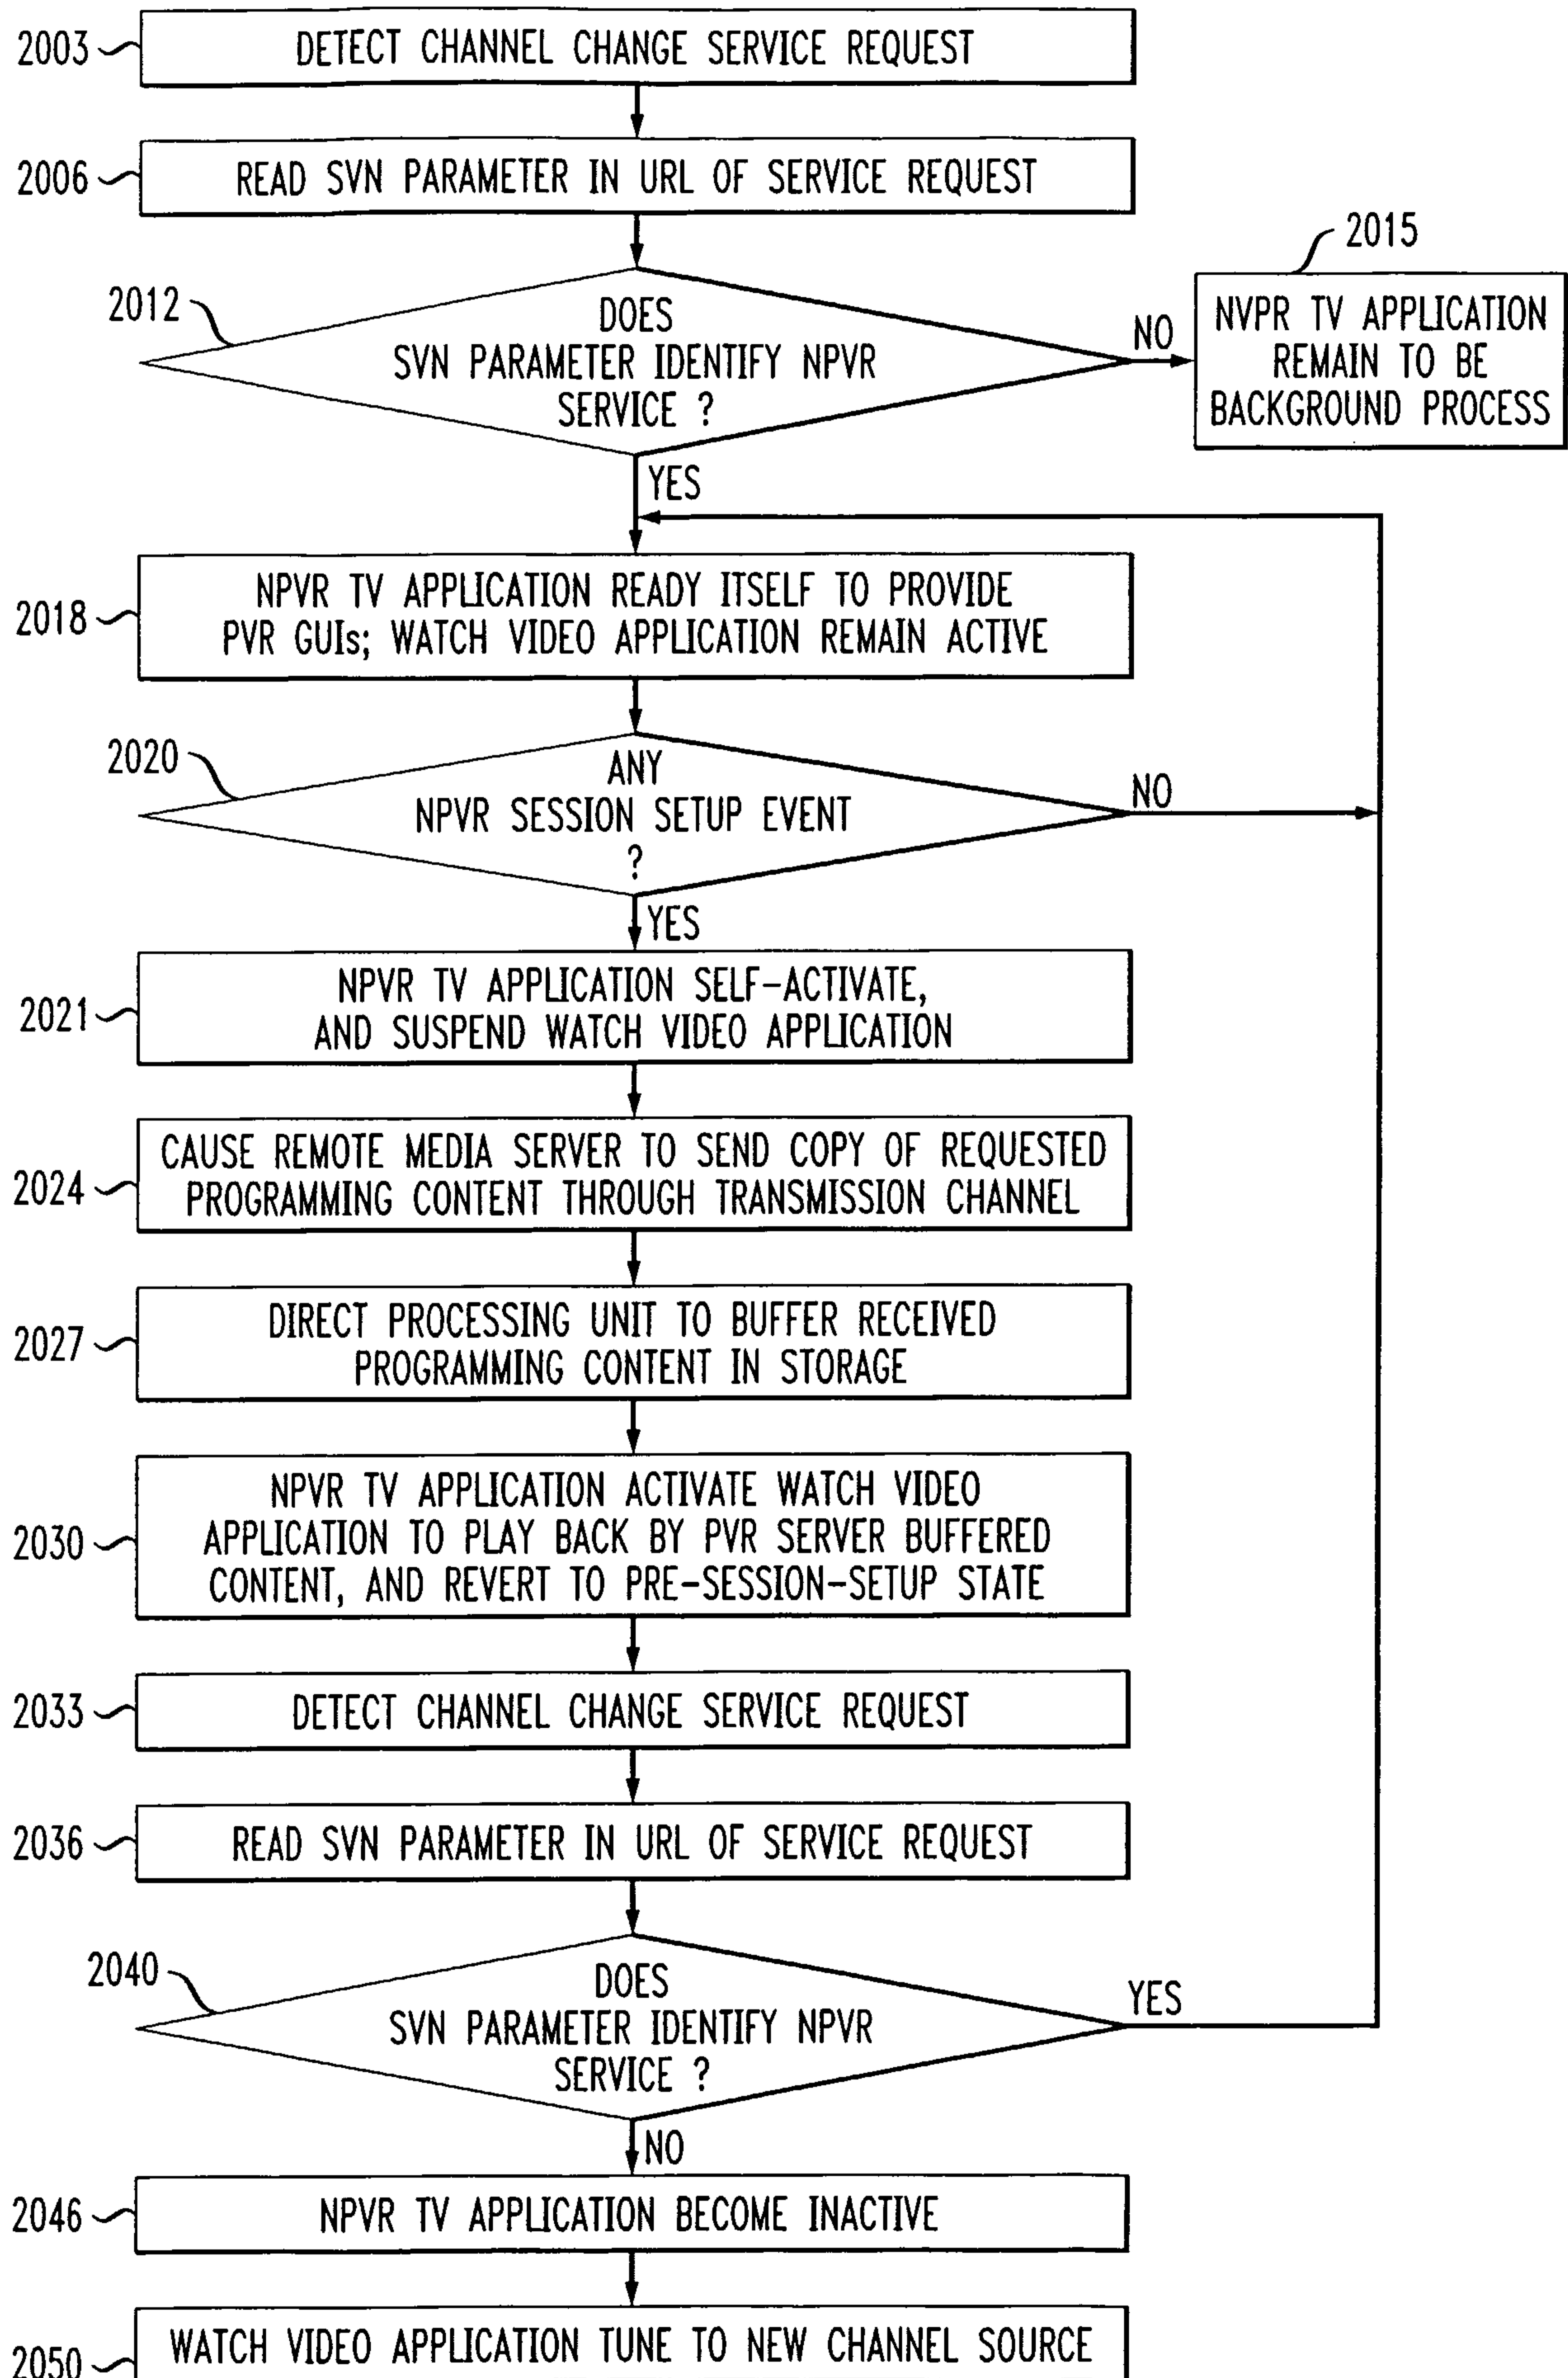 2003
DETECT CHANNEL CHANGE SERVICE REQUEST
2006
READ SVN PARAMETER IN URL OF SERVICE REQUEST
2012
DOES
SVN PARAMETER IDENTIFY NPVR
SERVICE ?
NO
2015
NVPR TV APPLICATION
REMAIN TO BE
BACKGROUND PROCESS
YES
2018
NPVR TV APPLICATION READY ITSELF TO PROVIDE
PVR GUIs; WATCH VIDEO APPLICATION REMAIN ACTIVE
2020
ANY
NPVR SESSION SETUP EVENT
?
NO
YES
2021
NPVR TV APPLICATION SELF-ACTIVATE,
AND SUSPEND WATCH VIDEO APPLICATION
2024
CAUSE REMOTE MEDIA SERVER TO SEND COPY OF REQUESTED
PROGRAMMING CONTENT THROUGH TRANSMISSION CHANNEL
2027
DIRECT PROCESSING UNIT TO BUFFER RECEIVED
PROGRAMMING CONTENT IN STORAGE
2030
NPVR TV APPLICATION ACTIVATE WATCH VIDEO
APPLICATION TO PLAY BACK BY PVR SERVER BUFFERED
CONTENT, AND REVERT TO PRE-SESSION-SETUP STATE
2033
DETECT CHANNEL CHANGE SERVICE REQUEST
2036
READ SVN PARAMETER IN URL OF SERVICE REQUEST
2040
DOES
SVN PARAMETER IDENTIFY NPVR
SERVICE ?
YES
NO
2046
NPVR TV APPLICATION BECOME INACTIVE
2050
WATCH VIDEO APPLICATION TUNE TO NEW CHANNEL SOURCE